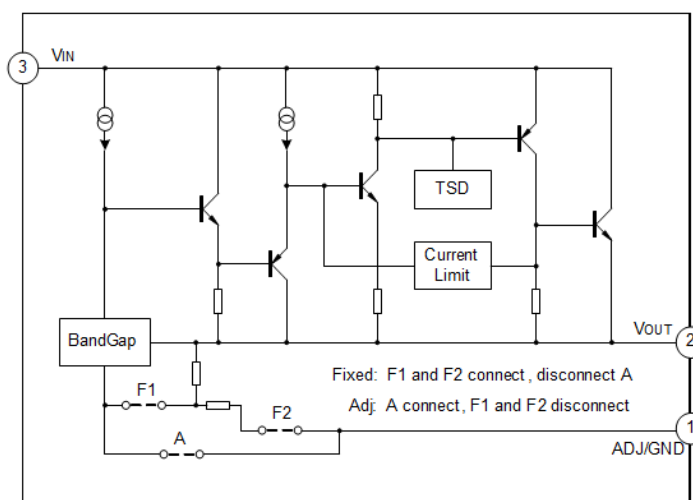 3
VIN
TSD
Current
Limit
BandGap
VOUT
2
Fixed: F1 and F2 connect, disconnect A
F1
Adj: A connect, F1 and F2 disconnect
F2
1
A
ADJ/GND